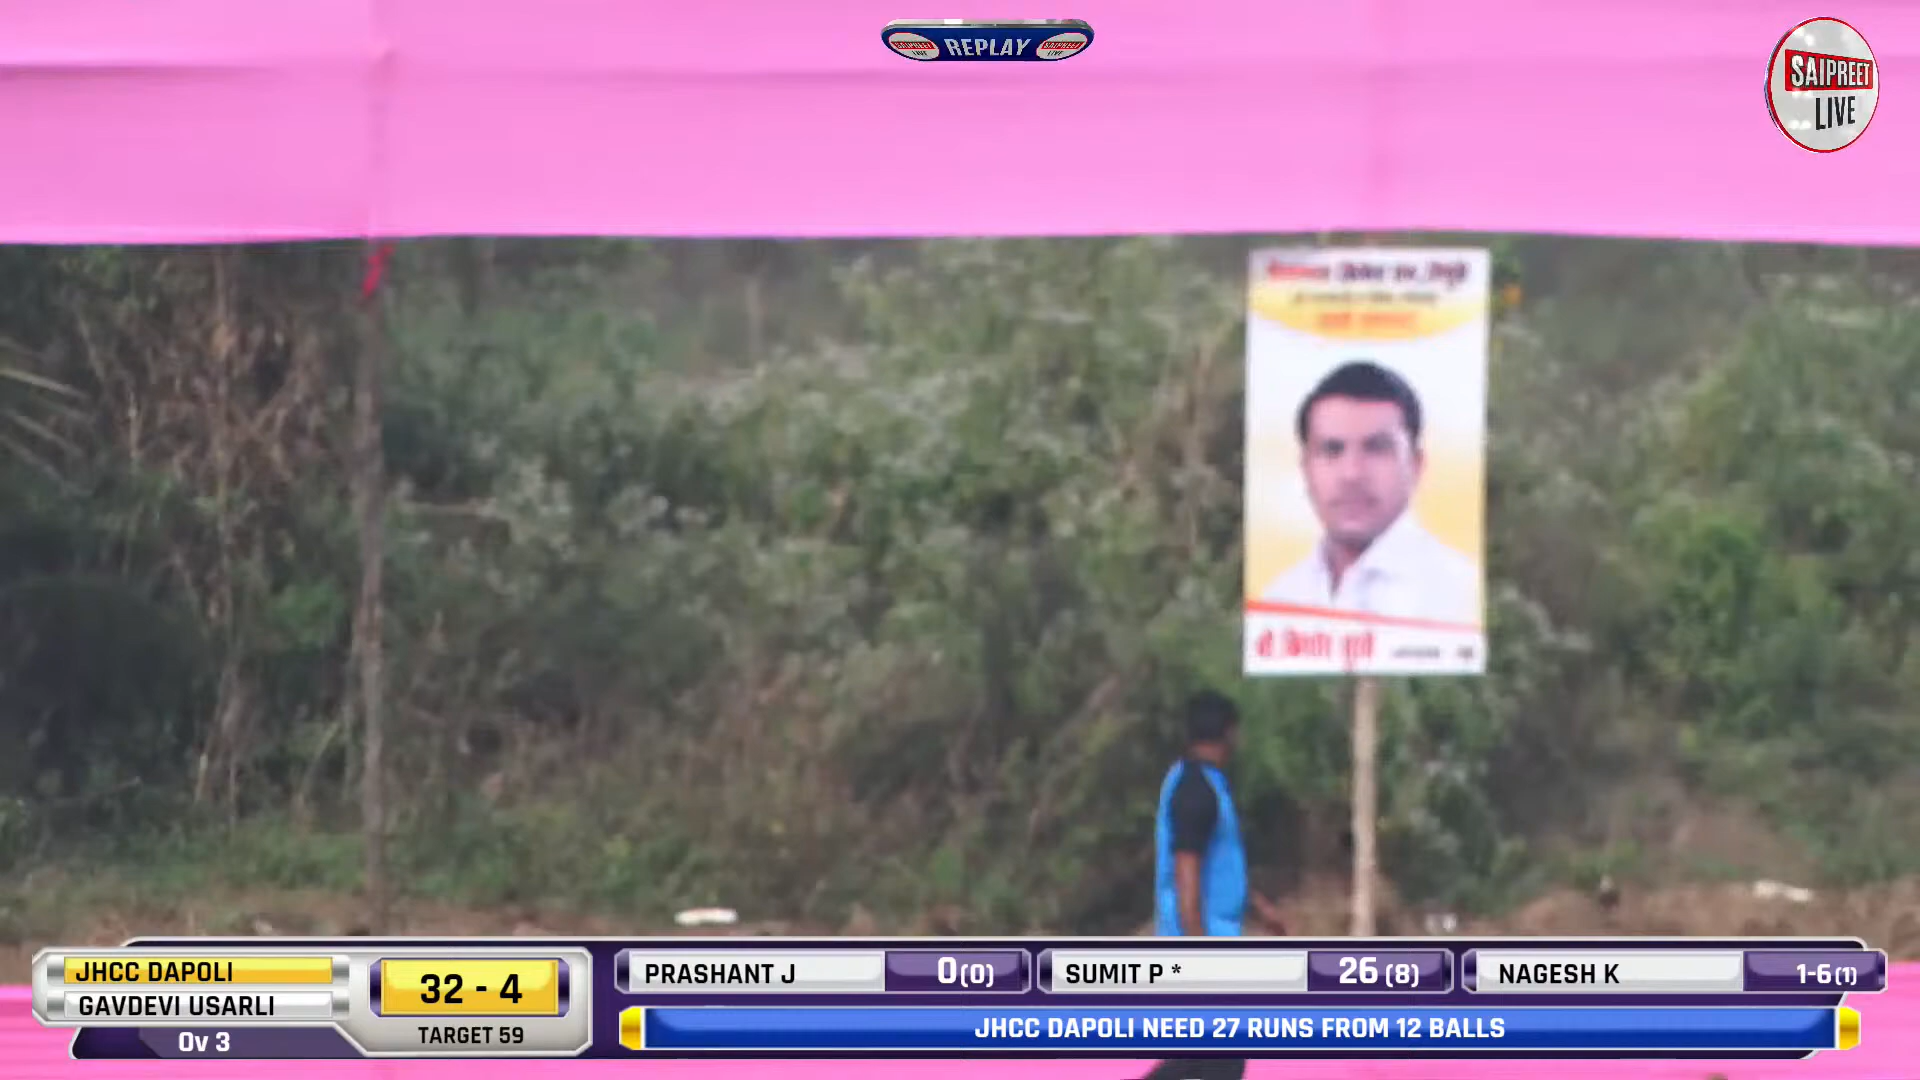 REPLAY
SAIPREET
LIVE
JHCC DAPOLI
GAVDEVI USARLI
Ov 3
32 - 4
TARGET 59
PRASHANT J 0(0)
SUMIT P * 26 (8)
NAGESH K 1-6(1)
JHCC DAPOLI NEED 27 RUNS FROM 12 BALLS